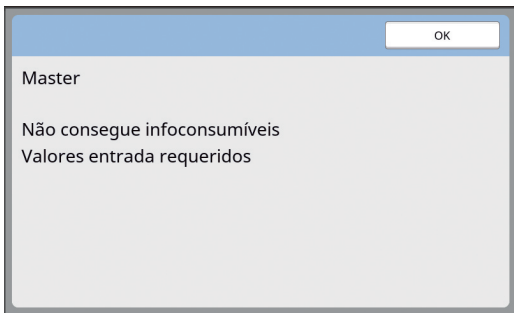 OK
Master
Não consegue infoconsumíveis
Valores entrada requeridos